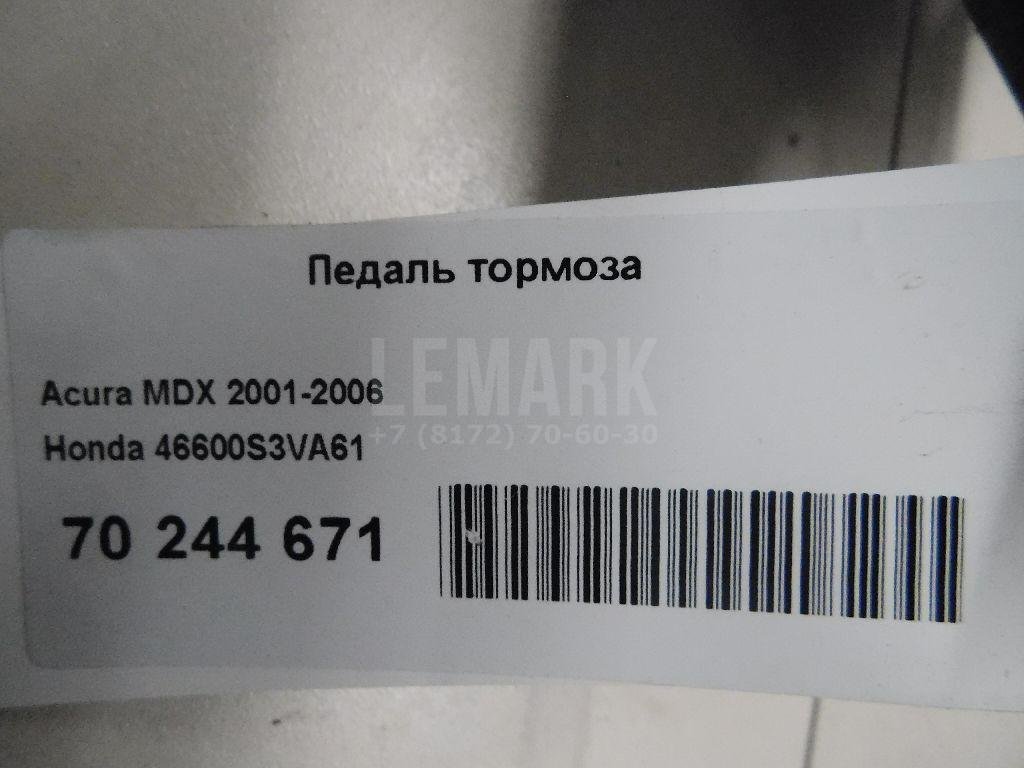 Педаль тормоза
LEMARK
+7 (8172) 70-60-30
Acura MDX 2001-2006
Honda 46600S3VA61
70 244 671